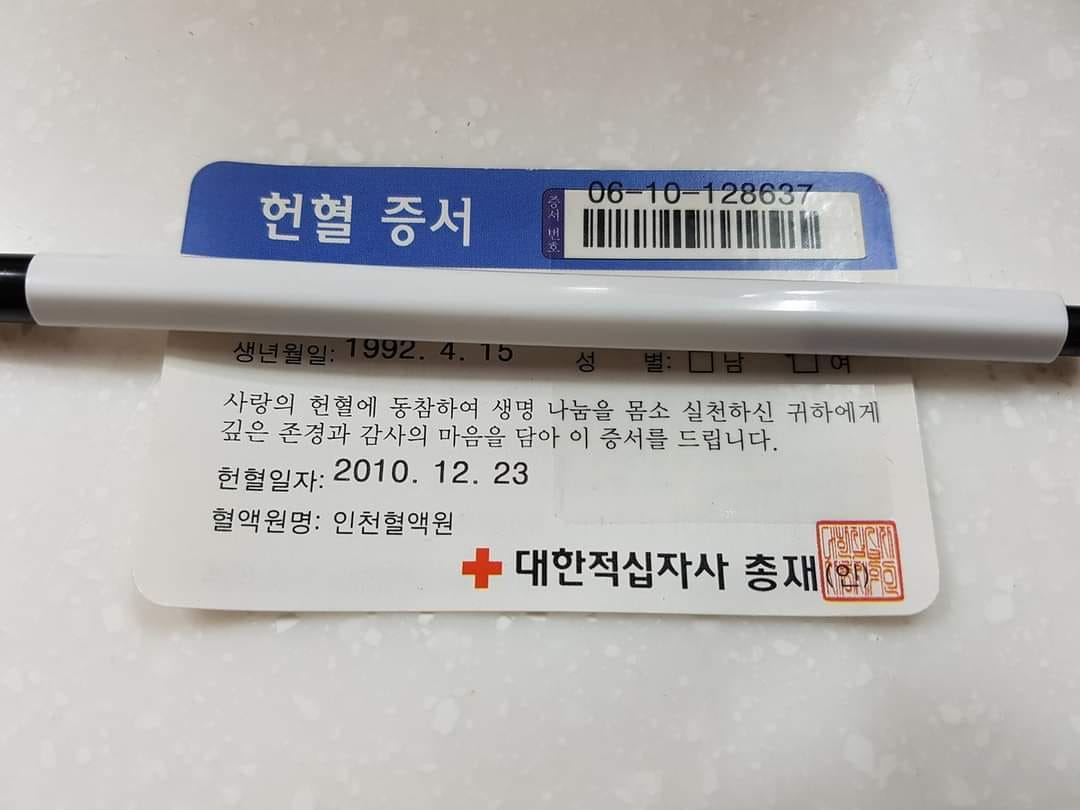 헌혈 증서
증서번호
06-10-128637
생년월일: 1992. 4. 15
성 별: □남 □여
사랑의 헌혈에 동참하여 생명 나눔을 몸소 실천하신 귀하에게
깊은 존경과 감사의 마음을 담아 이 증서를 드립니다.
헌혈일자: 2010. 12. 23
혈액원명: 인천혈액원
대한적십자사 총재(인)